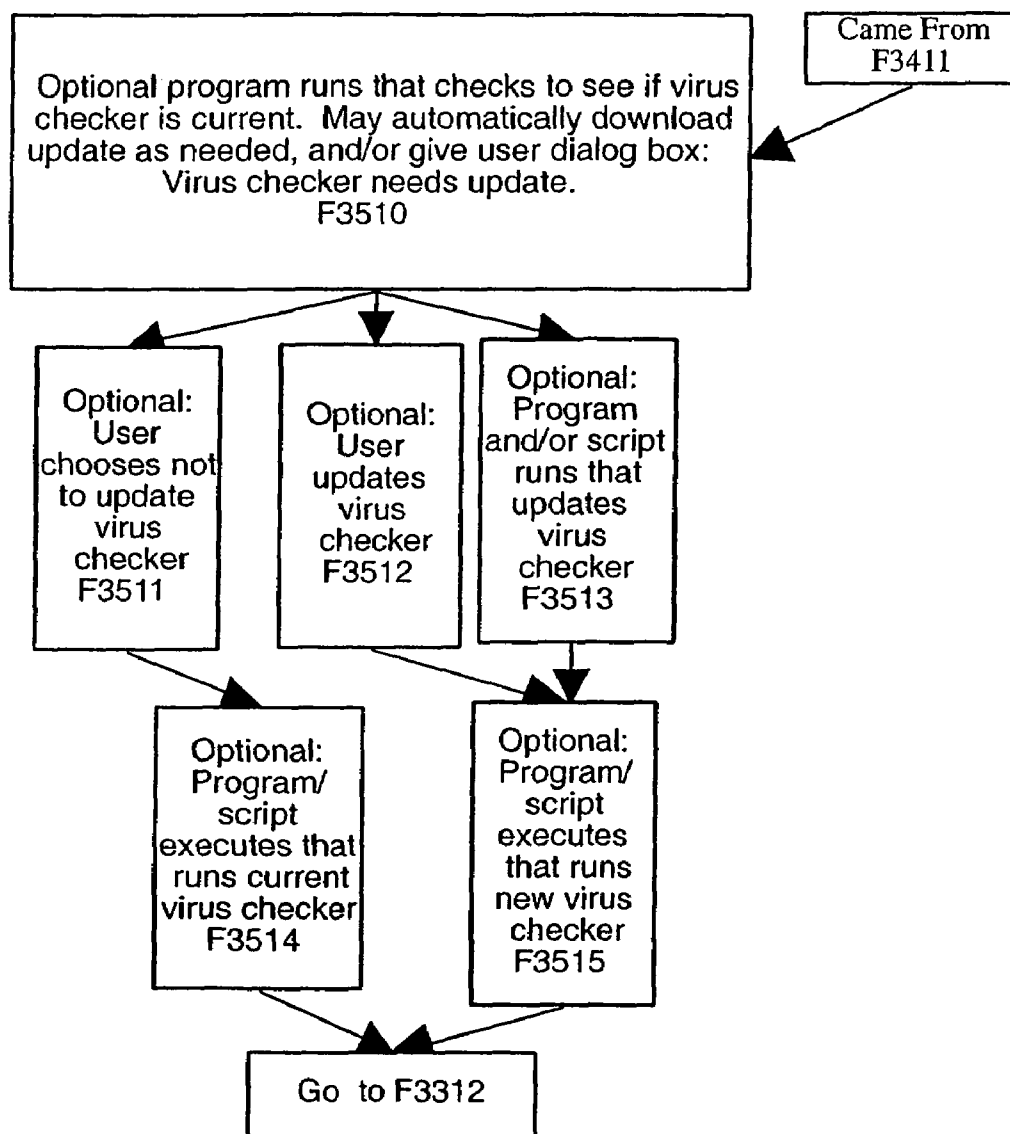 Came From
F3411
Optional program runs that checks to see if virus
checker is current. May automatically download
update as needed, and/or give user dialog box:
Virus checker needs update.
F3510
Optional:
User
chooses not
to update
virus
checker
F3511
Optional:
User
updates
virus
checker
F3512
Optional:
Program
and/or script
runs that
updates
virus
checker
F3513
Optional:
Program/
script
executes that
runs current
virus checker
F3514
Optional:
Program/
script
executes
that runs
new virus
checker
F3515
Go to F3312